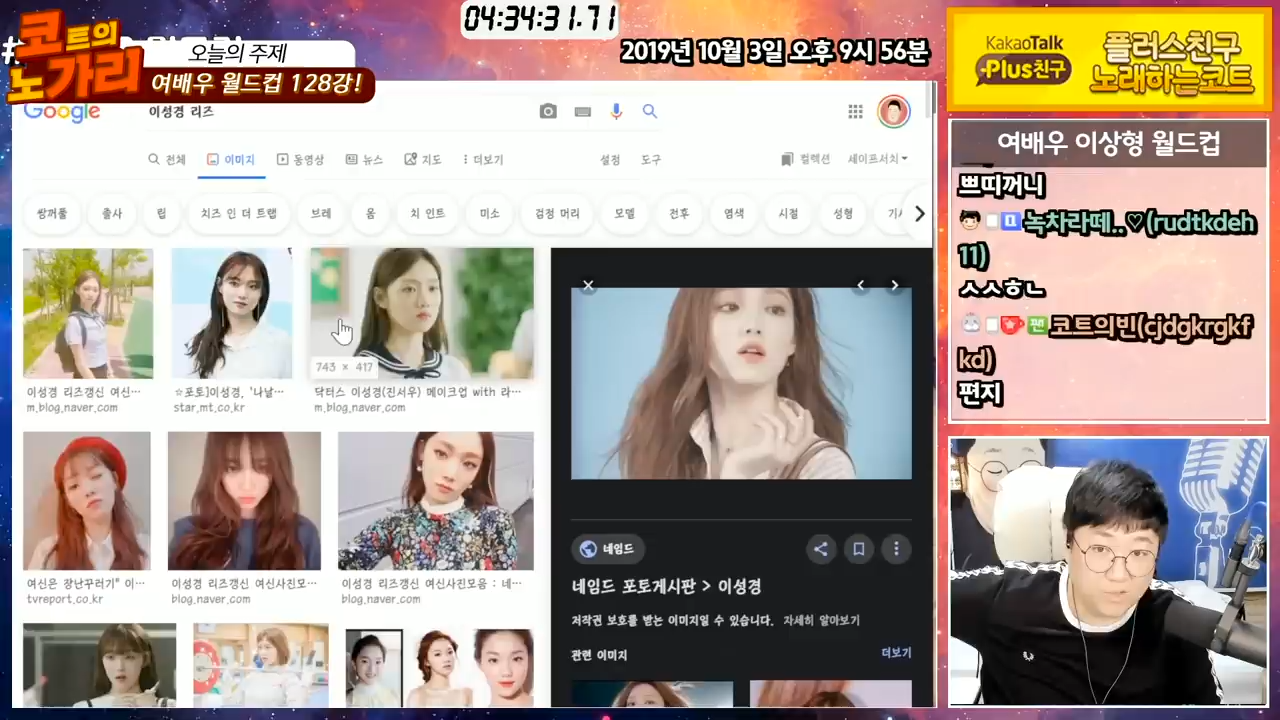 코트의
노가리
오늘의 주제
여배우 월드컵 128강!
04:34:31.71
2019년 10월 3일 오후 9시 56분
KakaoTalk
Plus친구
플러스친구
노래하는코트
Google
이성경 리즈
전체 이미지 동영상 뉴스 지도 더보기 설정 도구 컬렉션 세이프서치
쌍꺼풀 출사 립 치즈 인 더 트랩 브레 몸 치 인트 미소 검정 머리 모델 전후 염색 시절 성형
743 × 417
이성경 리즈갱신 여신…
m.blog.naver.com
☆포토]이성경, '나날…
star.mt.co.kr
닥터스 이성경(진서우) 메이크업 with 라…
m.blog.naver.com
여신은 장난꾸러기" 이…
tvreport.co.kr
이성경 리즈갱신 여신사진모…
blog.naver.com
이성경 리즈갱신 여신사진모음 : 네…
blog.naver.com
네임드
네임드 포토게시판 > 이성경
저작권 보호를 받는 이미지일 수 있습니다. 자세히 알아보기
관련 이미지
더보기
여배우 이상형 월드컵
쁘띠꺼니
녹차라떼..♡(rudtkdeh
11)
ㅅㅅㅎㄴ
팬 코트의빈(cjdgkrgkf
kd)
편지